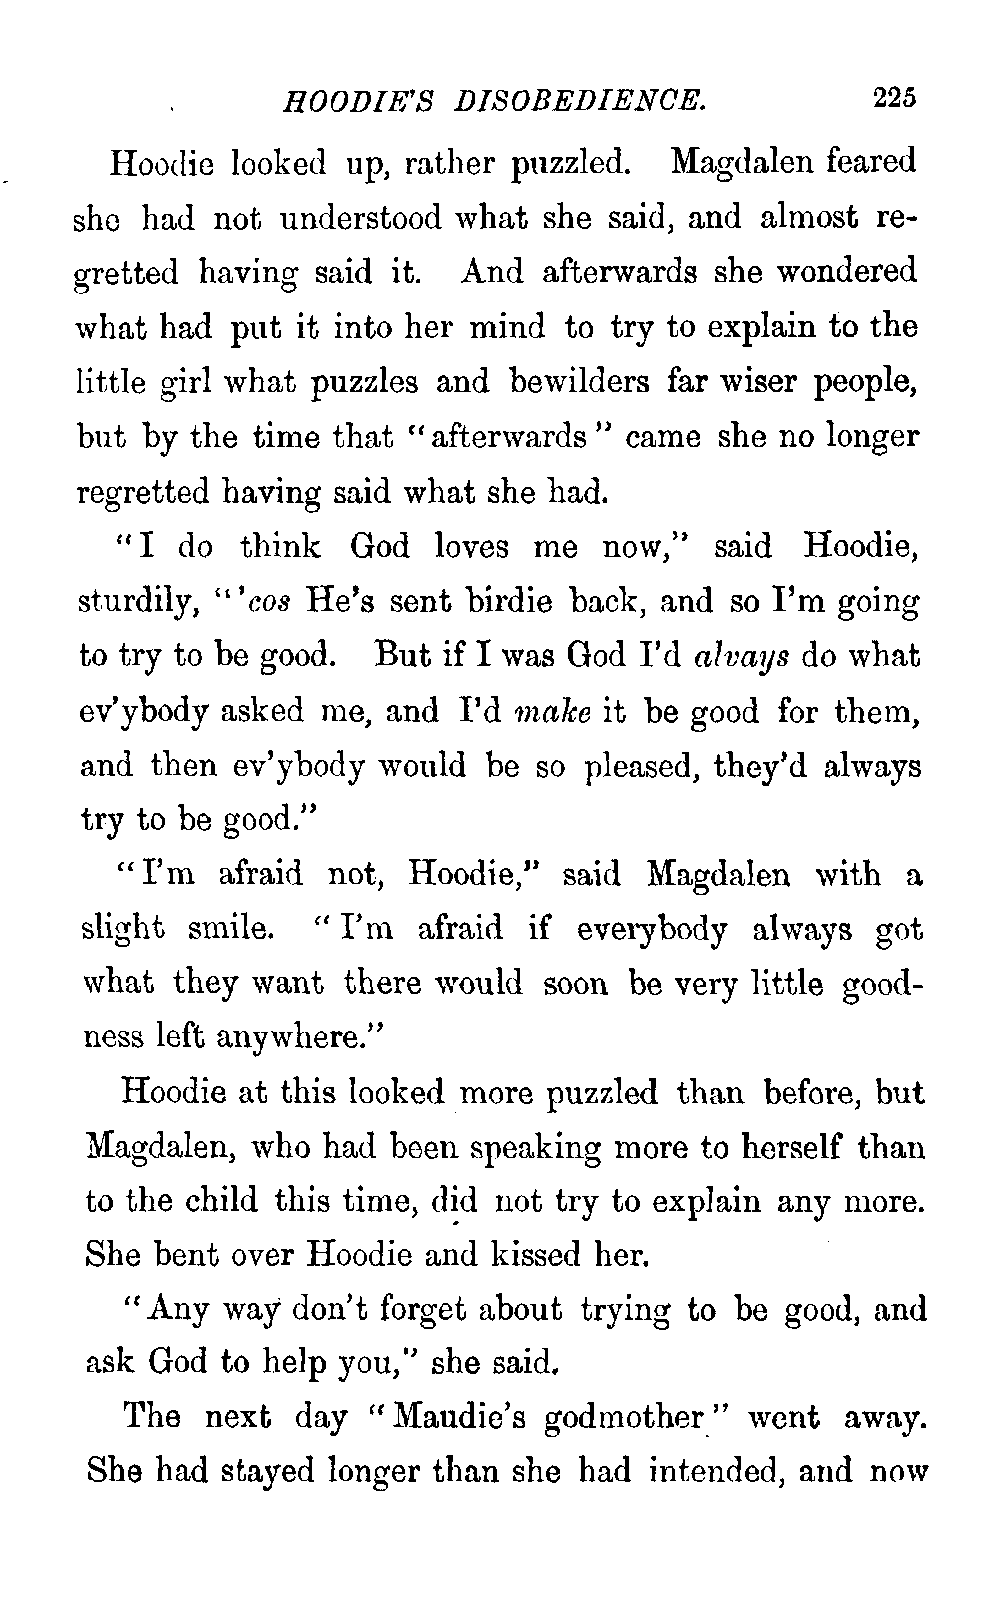 HOODIE'S DISOBEDIENCE. 225
Hoodie looked up, rather puzzled. Magdalen feared
she had not understood what she said, and almost re-
gretted having said it. And afterwards she wondered
what had put it into her mind to try to explain to the
little girl what puzzles and bewilders far wiser people,
but by the time that "afterwards" came she no longer
regretted having said what she had.
"I do think God loves me now," said Hoodie,
sturdily, "'cos He's sent birdie back, and so I'm going
to try to be good. But if I was God I'd alvays do what
ev'ybody asked me, and I'd make it be good for them,
and then ev'ybody would be so pleased, they'd always
try to be good."
"I'm afraid not, Hoodie," said Magdalen with a
slight smile. "I'm afraid if everybody always got
what they want there would soon be very little good-
ness left anywhere."
Hoodie at this looked more puzzled than before, but
Magdalen, who had been speaking more to herself than
to the child this time, did not try to explain any more.
She bent over Hoodie and kissed her.
"Any way don't forget about trying to be good, and
ask God to help you," she said.
The next day "Maudie's godmother" went away.
She had stayed longer than she had intended, and now